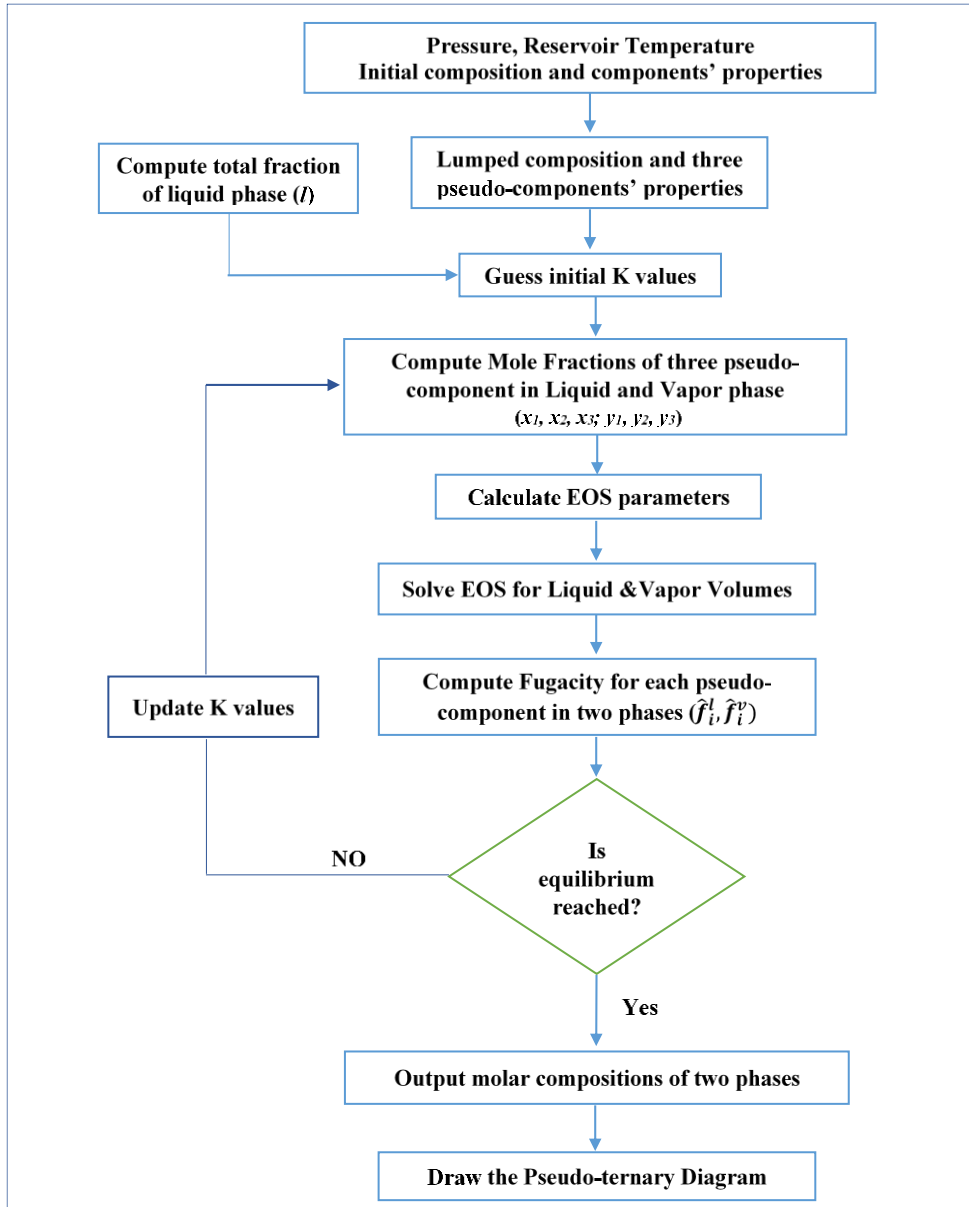 Pressure, Reservoir Temperature
Initial composition and components’ properties
Compute total fraction
of liquid phase (l)
Lumped composition and three
pseudo-components’ properties
Guess initial K values
Compute Mole Fractions of three pseudo-
component in Liquid and Vapor phase
(x₁, x₂, x₃; y₁, y₂, y₃)
Calculate EOS parameters
Solve EOS for Liquid &Vapor Volumes
Compute Fugacity for each pseudo-
component in two phases (f̂ᵢˡ, f̂ᵢᵛ)
Update K values
NO
Is
equilibrium
reached?
Yes
Output molar compositions of two phases
Draw the Pseudo-ternary Diagram